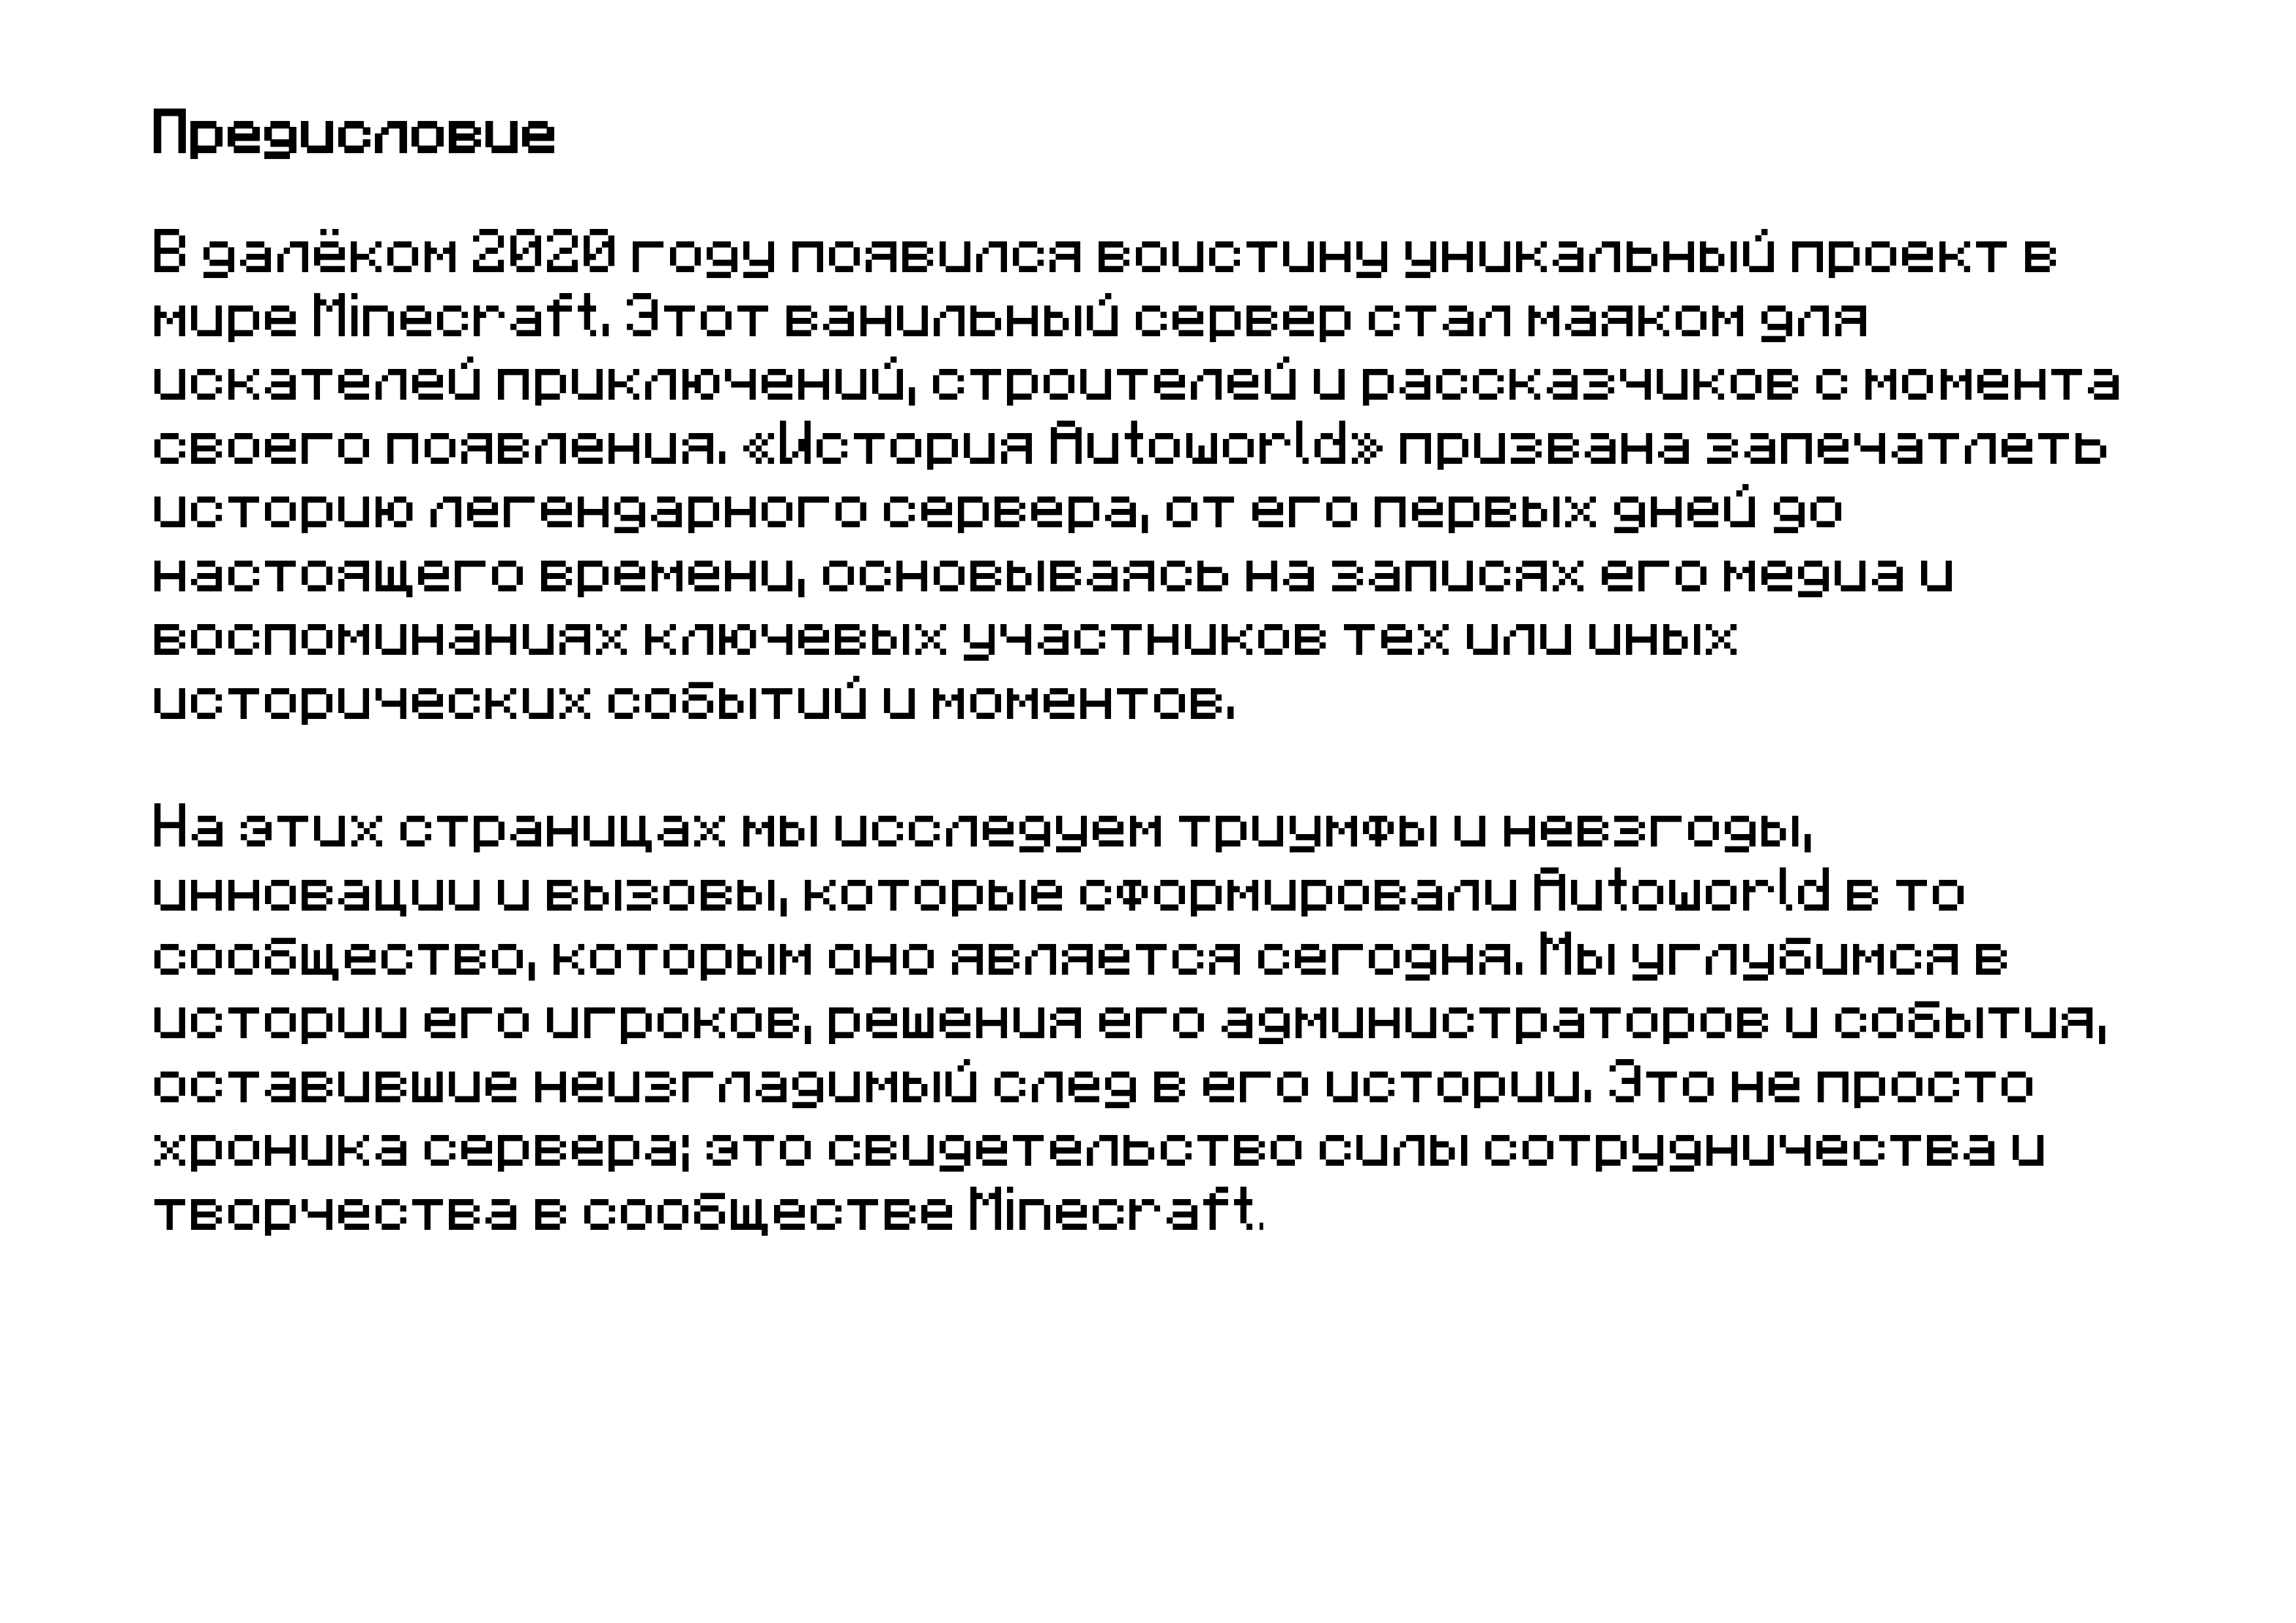 Предисловие
В далёком 2020 году появился воистину уникальный проект в
мире Minecraft. Этот ванильный сервер стал маяком для
искателей приключений, строителей и рассказчиков с момента
своего появления. «История Autoworld» призвана запечатлеть
историю легендарного сервера, от его первых дней до
настоящего времени, основываясь на записях его медиа и
воспоминаниях ключевых участников тех или иных
исторических событий и моментов.
На этих страницах мы исследуем триумфы и невзгоды,
инновации и вызовы, которые сформировали Autoworld в то
сообщество, которым оно является сегодня. Мы углубимся в
истории его игроков, решения его администраторов и события,
оставившие неизгладимый след в его истории. Это не просто
хроника сервера; это свидетельство силы сотрудничества и
творчества в сообществе Minecraft.